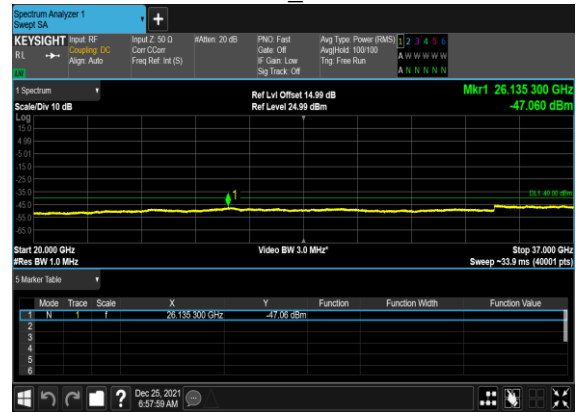 Spectrum Analyzer 1
Swept SA
+
KEYSIGHT Input: RF Input Z: 50 Ω #Atten: 20 dB PNO: Fast Avg Type: Power (RMS) 1 2 3 4 5 6
RL Coupling: DC Corr CCorr Gate: Off Avg|Hold: 100/100 A W W W W W
Align: Auto Freq Ref: Int (S) IF Gain: Low Trig: Free Run
Sig Track: Off A N N N N N
1 Spectrum Ref Lvl Offset 14.99 dB Mkr1 26.135 300 GHz
Scale/Div 10 dB Ref Level 24.99 dBm -47.060 dBm
Log
15.0
4.99
-5.01
-15.0
-25.0
-35.0 1 DL1 -40.00 dBm
-45.0
-55.0
-65.0
Start 20.000 GHz Video BW 3.0 MHz* Stop 37.000 GHz
#Res BW 1.0 MHz Sweep ~33.9 ms (40001 pts)
5 Marker Table
Mode Trace Scale X Y Function Function Width Function Value
1 N 1 f 26.135 300 GHz -47.06 dBm
2
3
4
5
6
? Dec 25, 2021
6:57:59 AM